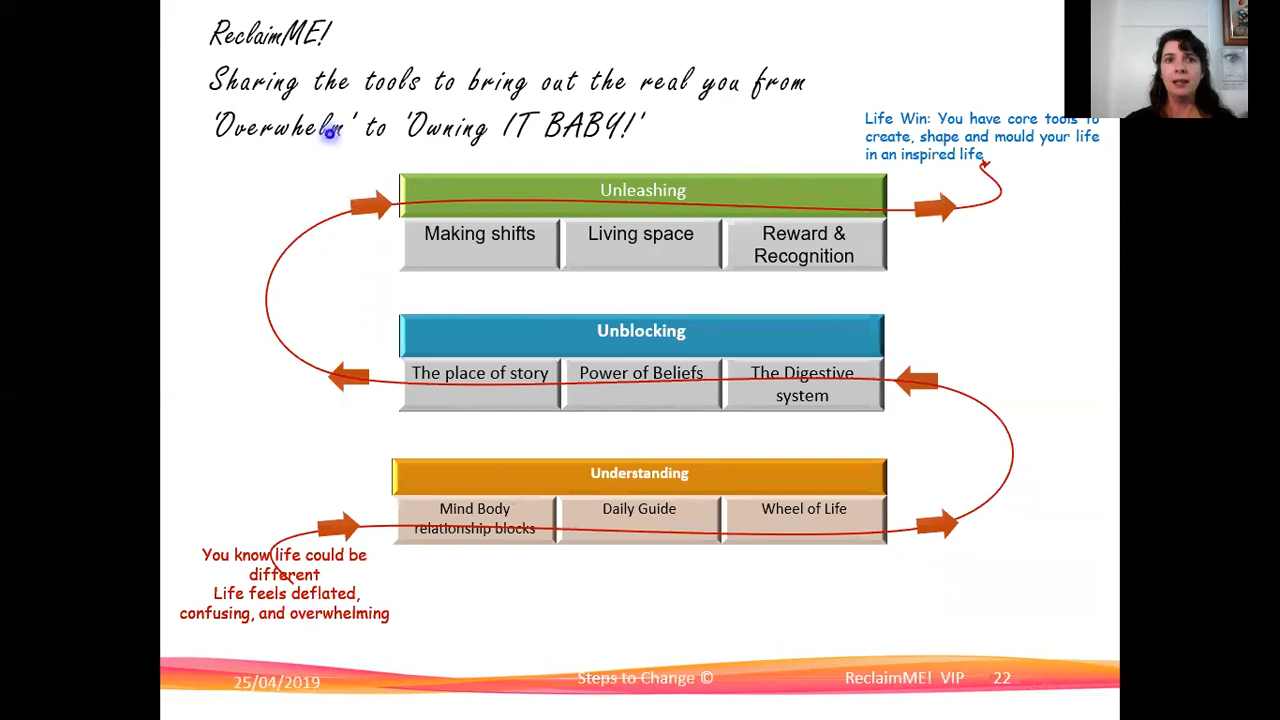 ReclaimME!
Sharing the tools to bring out the real you from
'Overwhelm' to 'Owning IT BABY!'
Life Win: You have core tools to
create, shape and mould your life
in an inspired life
Unleashing
Making shifts
Living space
Reward &
Recognition
Unblocking
The place of story
Power of Beliefs
The Digestive
system
Understanding
Mind Body
relationship blocks
Daily Guide
Wheel of Life
You know life could be
different
Life feels deflated,
confusing, and overwhelming
25/04/2019
Steps to Change ©
ReclaimME! VIP 22